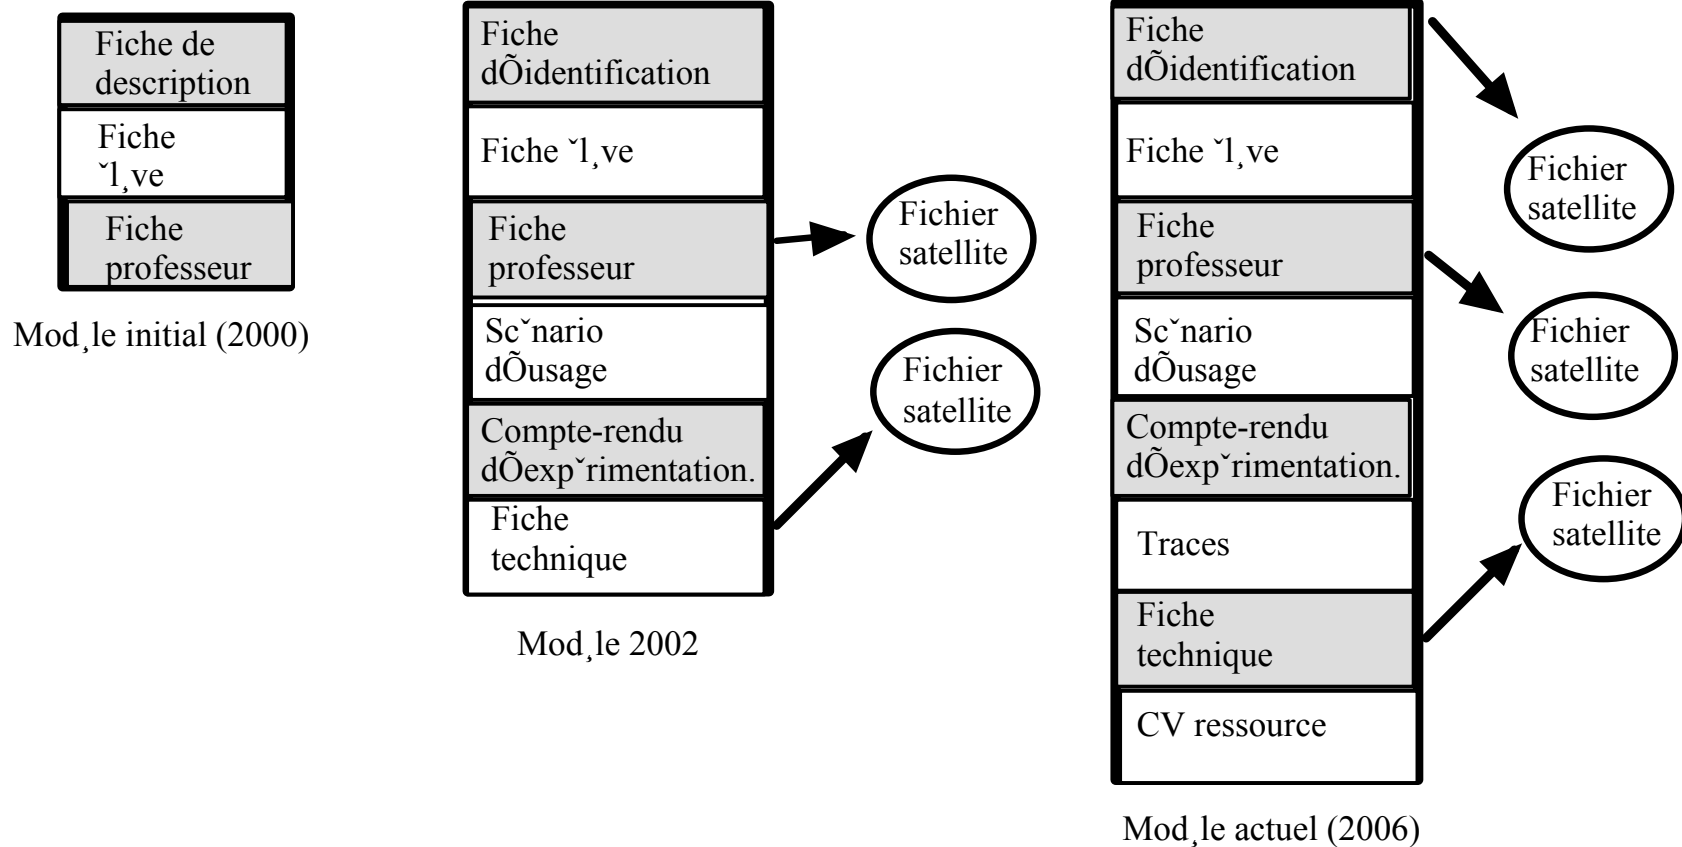 Fiche de
description
Fiche
ˇl¸ve
Fiche
professeur
Mod¸le initial (2000)
Fiche
dÕidentification
Fiche ˇl¸ve
Fiche
professeur
Scˇnario
dÕusage
Compte-rendu
dÕexpˇrimentation.
Fiche
technique
Fichier
satellite
Fichier
satellite
Mod¸le 2002
Fiche
dÕidentification
Fiche ˇl¸ve
Fiche
professeur
Scˇnario
dÕusage
Compte-rendu
dÕexpˇrimentation.
Traces
Fiche
technique
CV ressource
Fichier
satellite
Fichier
satellite
Fichier
satellite
Mod¸le actuel (2006)